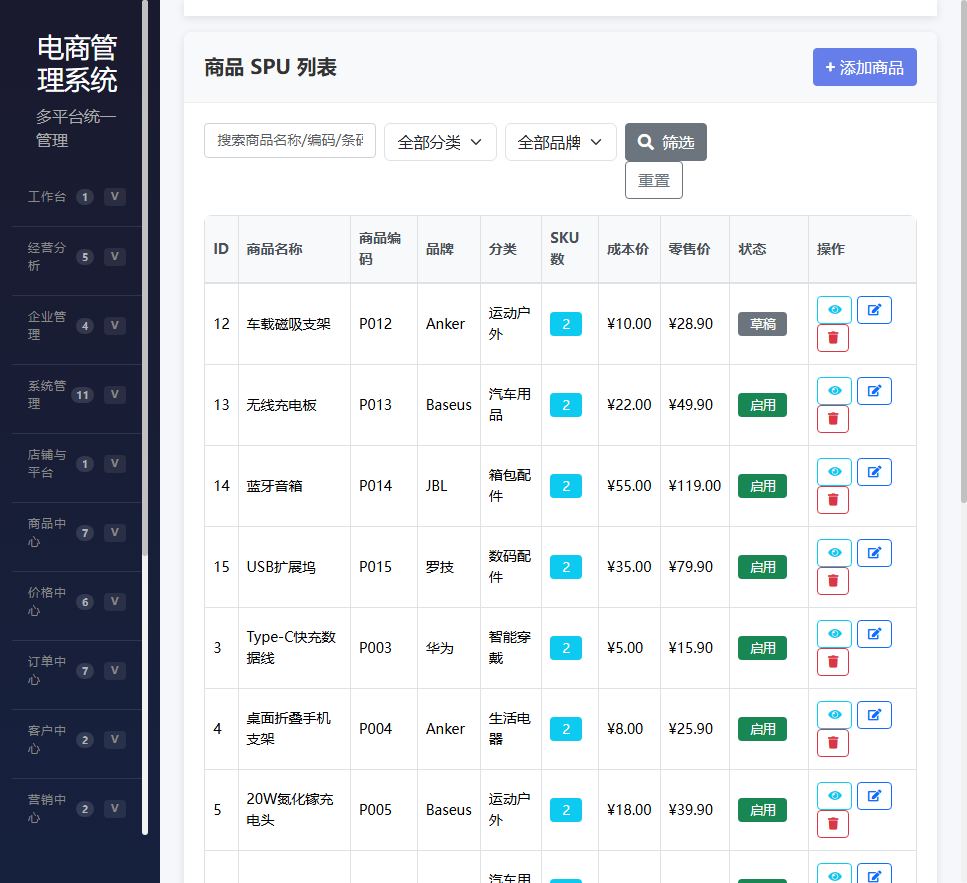 电商管
理系统
多平台统一
管理
工作台 1 V
经营分
析 5 V
企业管
理 4 V
系统管
理 11 V
店铺与
平台 1 V
商品中
心 7 V
价格中
心 6 V
订单中
心 7 V
客户中
心 2 V
营销中
心 2 V
商品 SPU 列表
+ 添加商品
搜索商品名称/编码/条码
全部分类
全部品牌
筛选
重置
ID 商品名称 商品编码 品牌 分类 SKU数 成本价 零售价 状态 操作
12 车载磁吸支架 P012 Anker 运动户外 2 ¥10.00 ¥28.90 草稿
13 无线充电板 P013 Baseus 汽车用品 2 ¥22.00 ¥49.90 启用
14 蓝牙音箱 P014 JBL 箱包配件 2 ¥55.00 ¥119.00 启用
15 USB扩展坞 P015 罗技 数码配件 2 ¥35.00 ¥79.90 启用
3 Type-C快充数据线 P003 华为 智能穿戴 2 ¥5.00 ¥15.90 启用
4 桌面折叠手机支架 P004 Anker 生活电器 2 ¥8.00 ¥25.90 启用
5 20W氮化镓充电头 P005 Baseus 运动户外 2 ¥18.00 ¥39.90 启用
汽车用